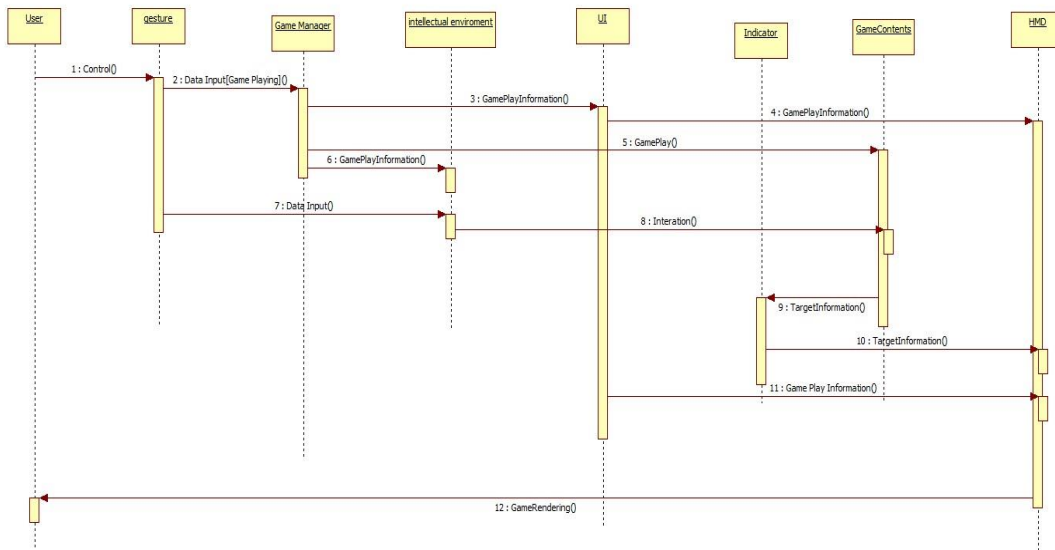 User
gesture
Game Manager
intellectual enviroment
UI
Indicator
GameContents
HMD
1 : Control()
2 : Data Input[Game Playing]()
3 : GamePlayInformation()
4 : GamePlayInformation()
5 : GamePlay()
6 : GamePlayInformation()
7 : Data Input()
8 : Interation()
9 : TargetInformation()
10 : TargetInformation()
11 : Game Play Information()
12 : GameRendering()